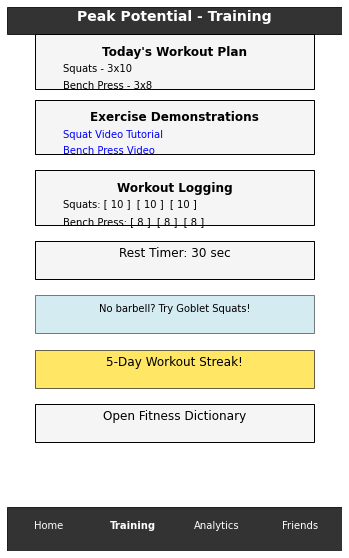 Peak Potential - Training
Today's Workout Plan
Squats - 3x10
Bench Press - 3x8
Exercise Demonstrations
Squat Video Tutorial
Bench Press Video
Workout Logging
Squats: [ 10 ] [ 10 ] [ 10 ]
Bench Press: [ 8 ] [ 8 ] [ 8 ]
Rest Timer: 30 sec
No barbell? Try Goblet Squats!
5-Day Workout Streak!
Open Fitness Dictionary
Home Training Analytics Friends